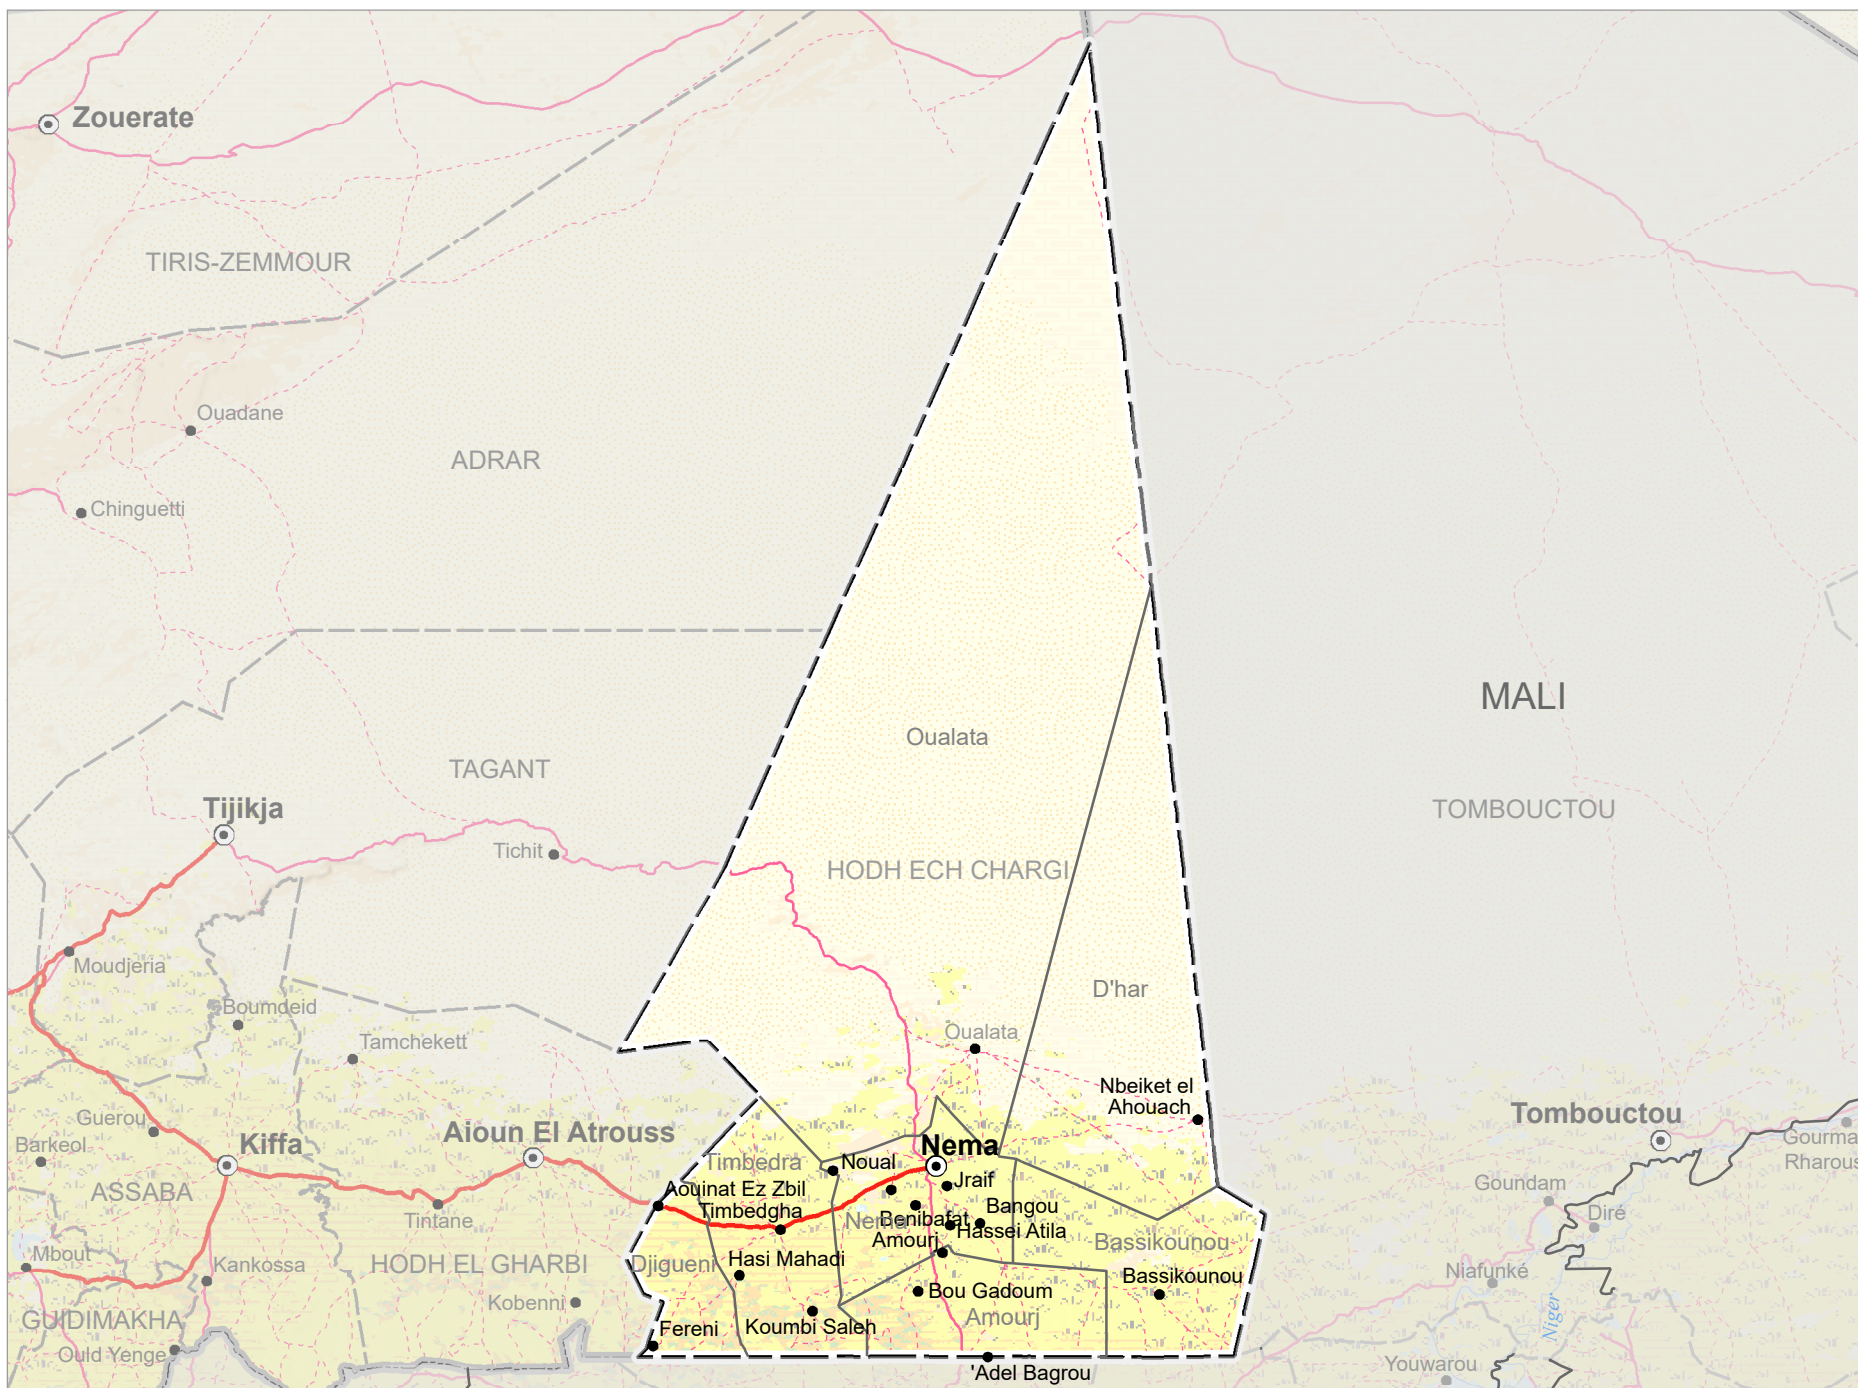 Zouerate
TIRIS-ZEMMOUR
Ouadane
ADRAR
Chinguetti
MALI
Oualata
TAGANT
Tijikja
TOMBOUCTOU
Tichit
HODH ECH CHARGI
Moudjeria
D'har
Boumdeid
Oualata
Tamchekett
Nbeiket el
Ahouach
Guerou
Tombouctou
Barkeol
Kiffa
Aioun El Atrouss
Nema
Gourma
Rharous
Timbedra
Noual
ASSABA
Aouinat Ez Zbil
Jraif
Goundam
Timbedgha
Bangou
Tintane
Nema
Benibafat
Diré
Hassei Atila
Amourj
Bassikounou
Mbout
Kankossa
HODH EL GHARBI
Djigueni
Hasi Mahadi
Niafunké
Bassikounou
Bou Gadoum
Kobenni
GUIDIMAKHA
Amourj
Niger
Fereni
Koumbi Saleh
Ould Yenge
Youwarou
'Adel Bagrou